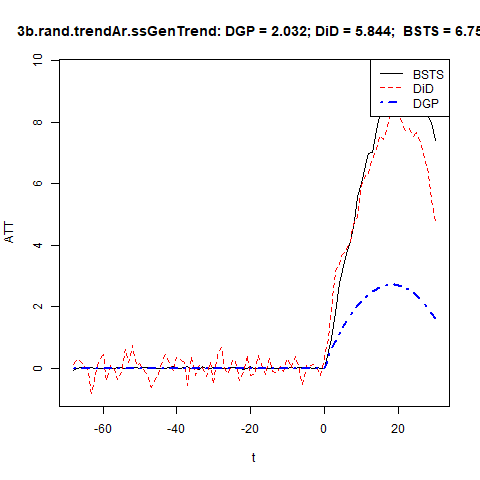 3b.rand.trendAr.ssGenTrend: DGP = 2.032; DiD = 5.844;  BSTS = 6.75
BSTS
DiD
DGP
ATT
10
8
6
4
2
0
-60
-40
-20
0
20
t